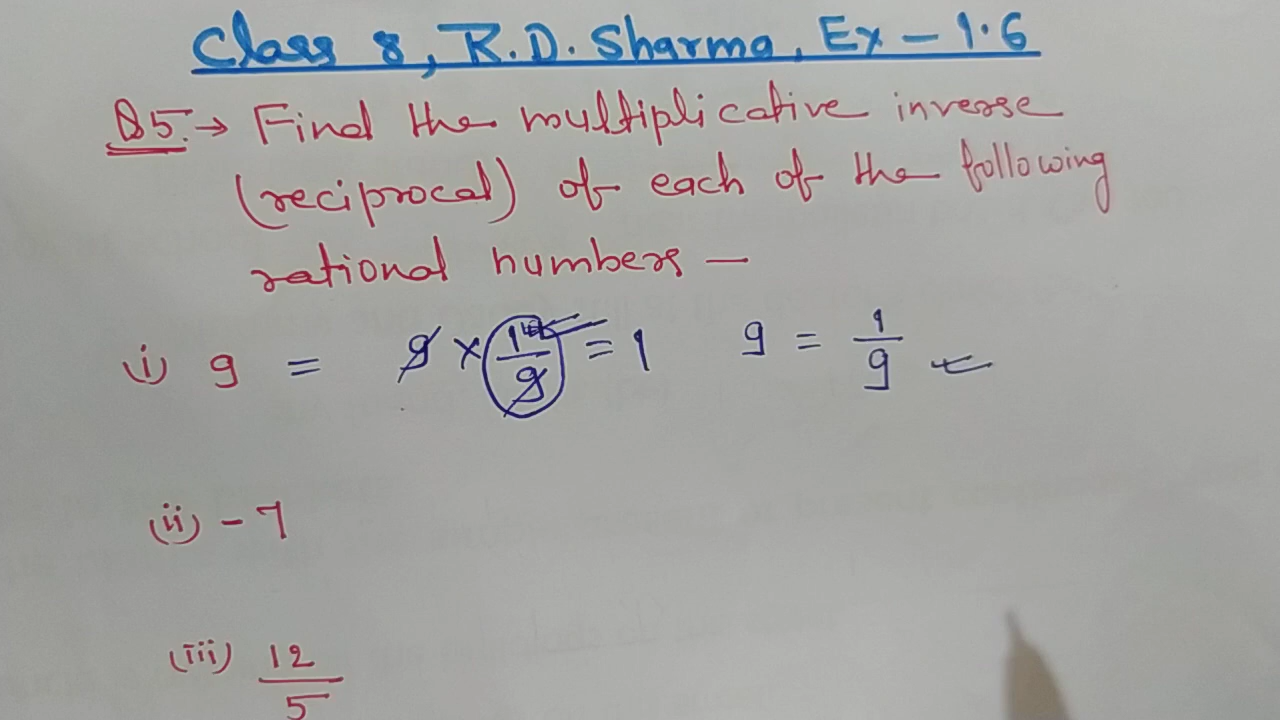 Class 8, R.D. Sharma, Ex - 1.6
Q5. → Find the multiplicative inverse
(reciprocal) of each of the following
rational numbers —
(i) 9 = 9 × 1/9 = 1 9 = 1/9
(ii) - 7
(iii) 12/5